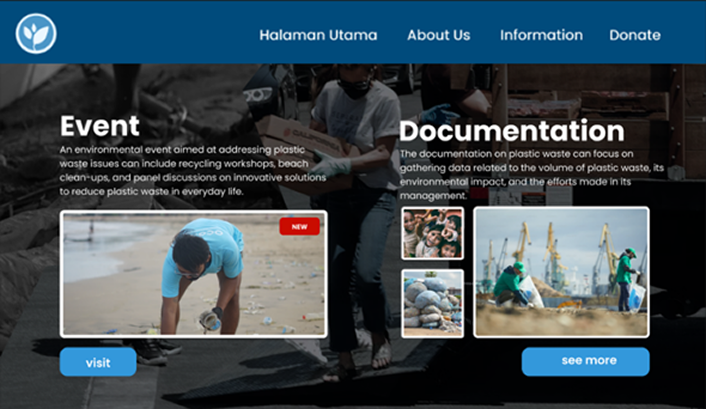 Halaman Utama About Us Information Donate
Event
An environmental event aimed at addressing plastic
waste issues can include recycling workshops, beach
clean-ups, and panel discussions on innovative solutions
to reduce plastic waste in everyday life.
NEW
visit
Documentation
The documentation on plastic waste can focus on
gathering data related to the volume of plastic waste, its
environmental impact, and the efforts made in its
management.
see more